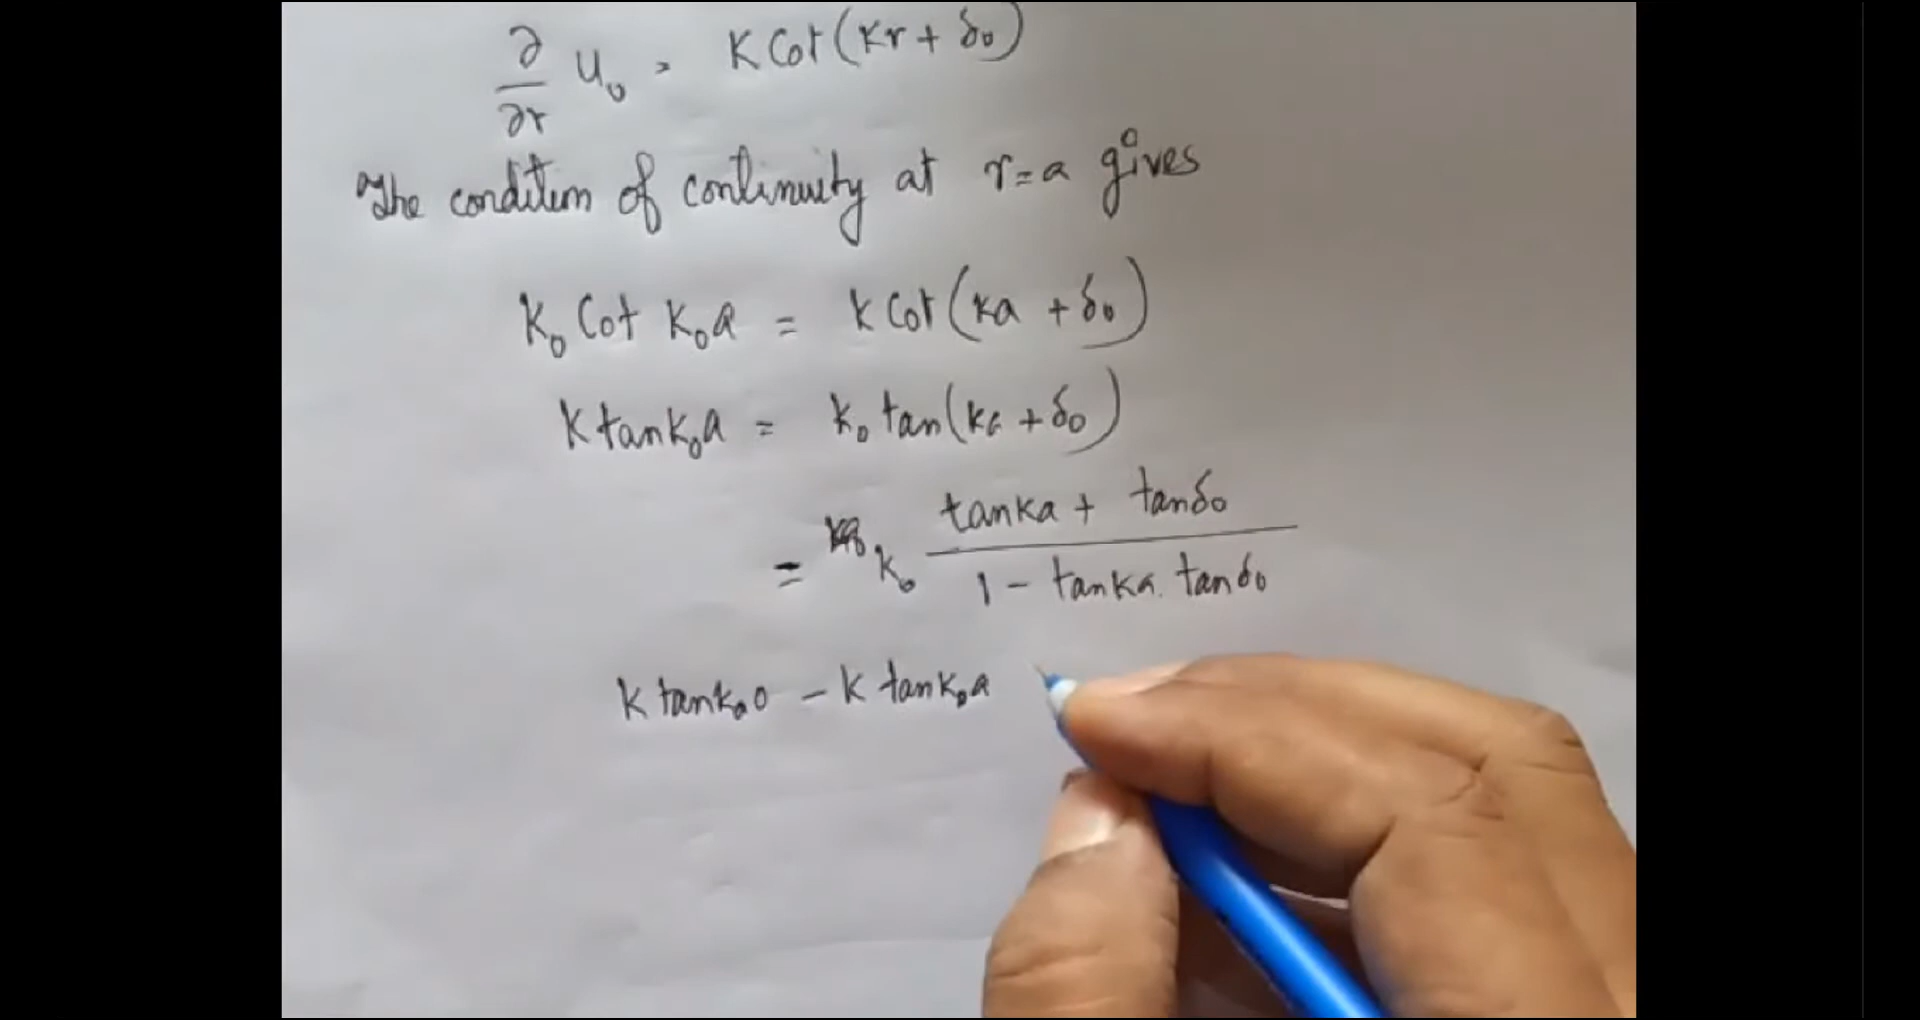 ∂/∂r u₀ = K Cot(Kr + δ₀)
The condition of continuity at r=a gives
K₀ Cot K₀a = K Cot(Ka + δ₀)
K tan K₀a = K₀ tan(Ka + δ₀)
= K₀ (tan Ka + tan δ₀) / (1 - tan Ka. tan δ₀)
K tan K₀a - K tan K₀a